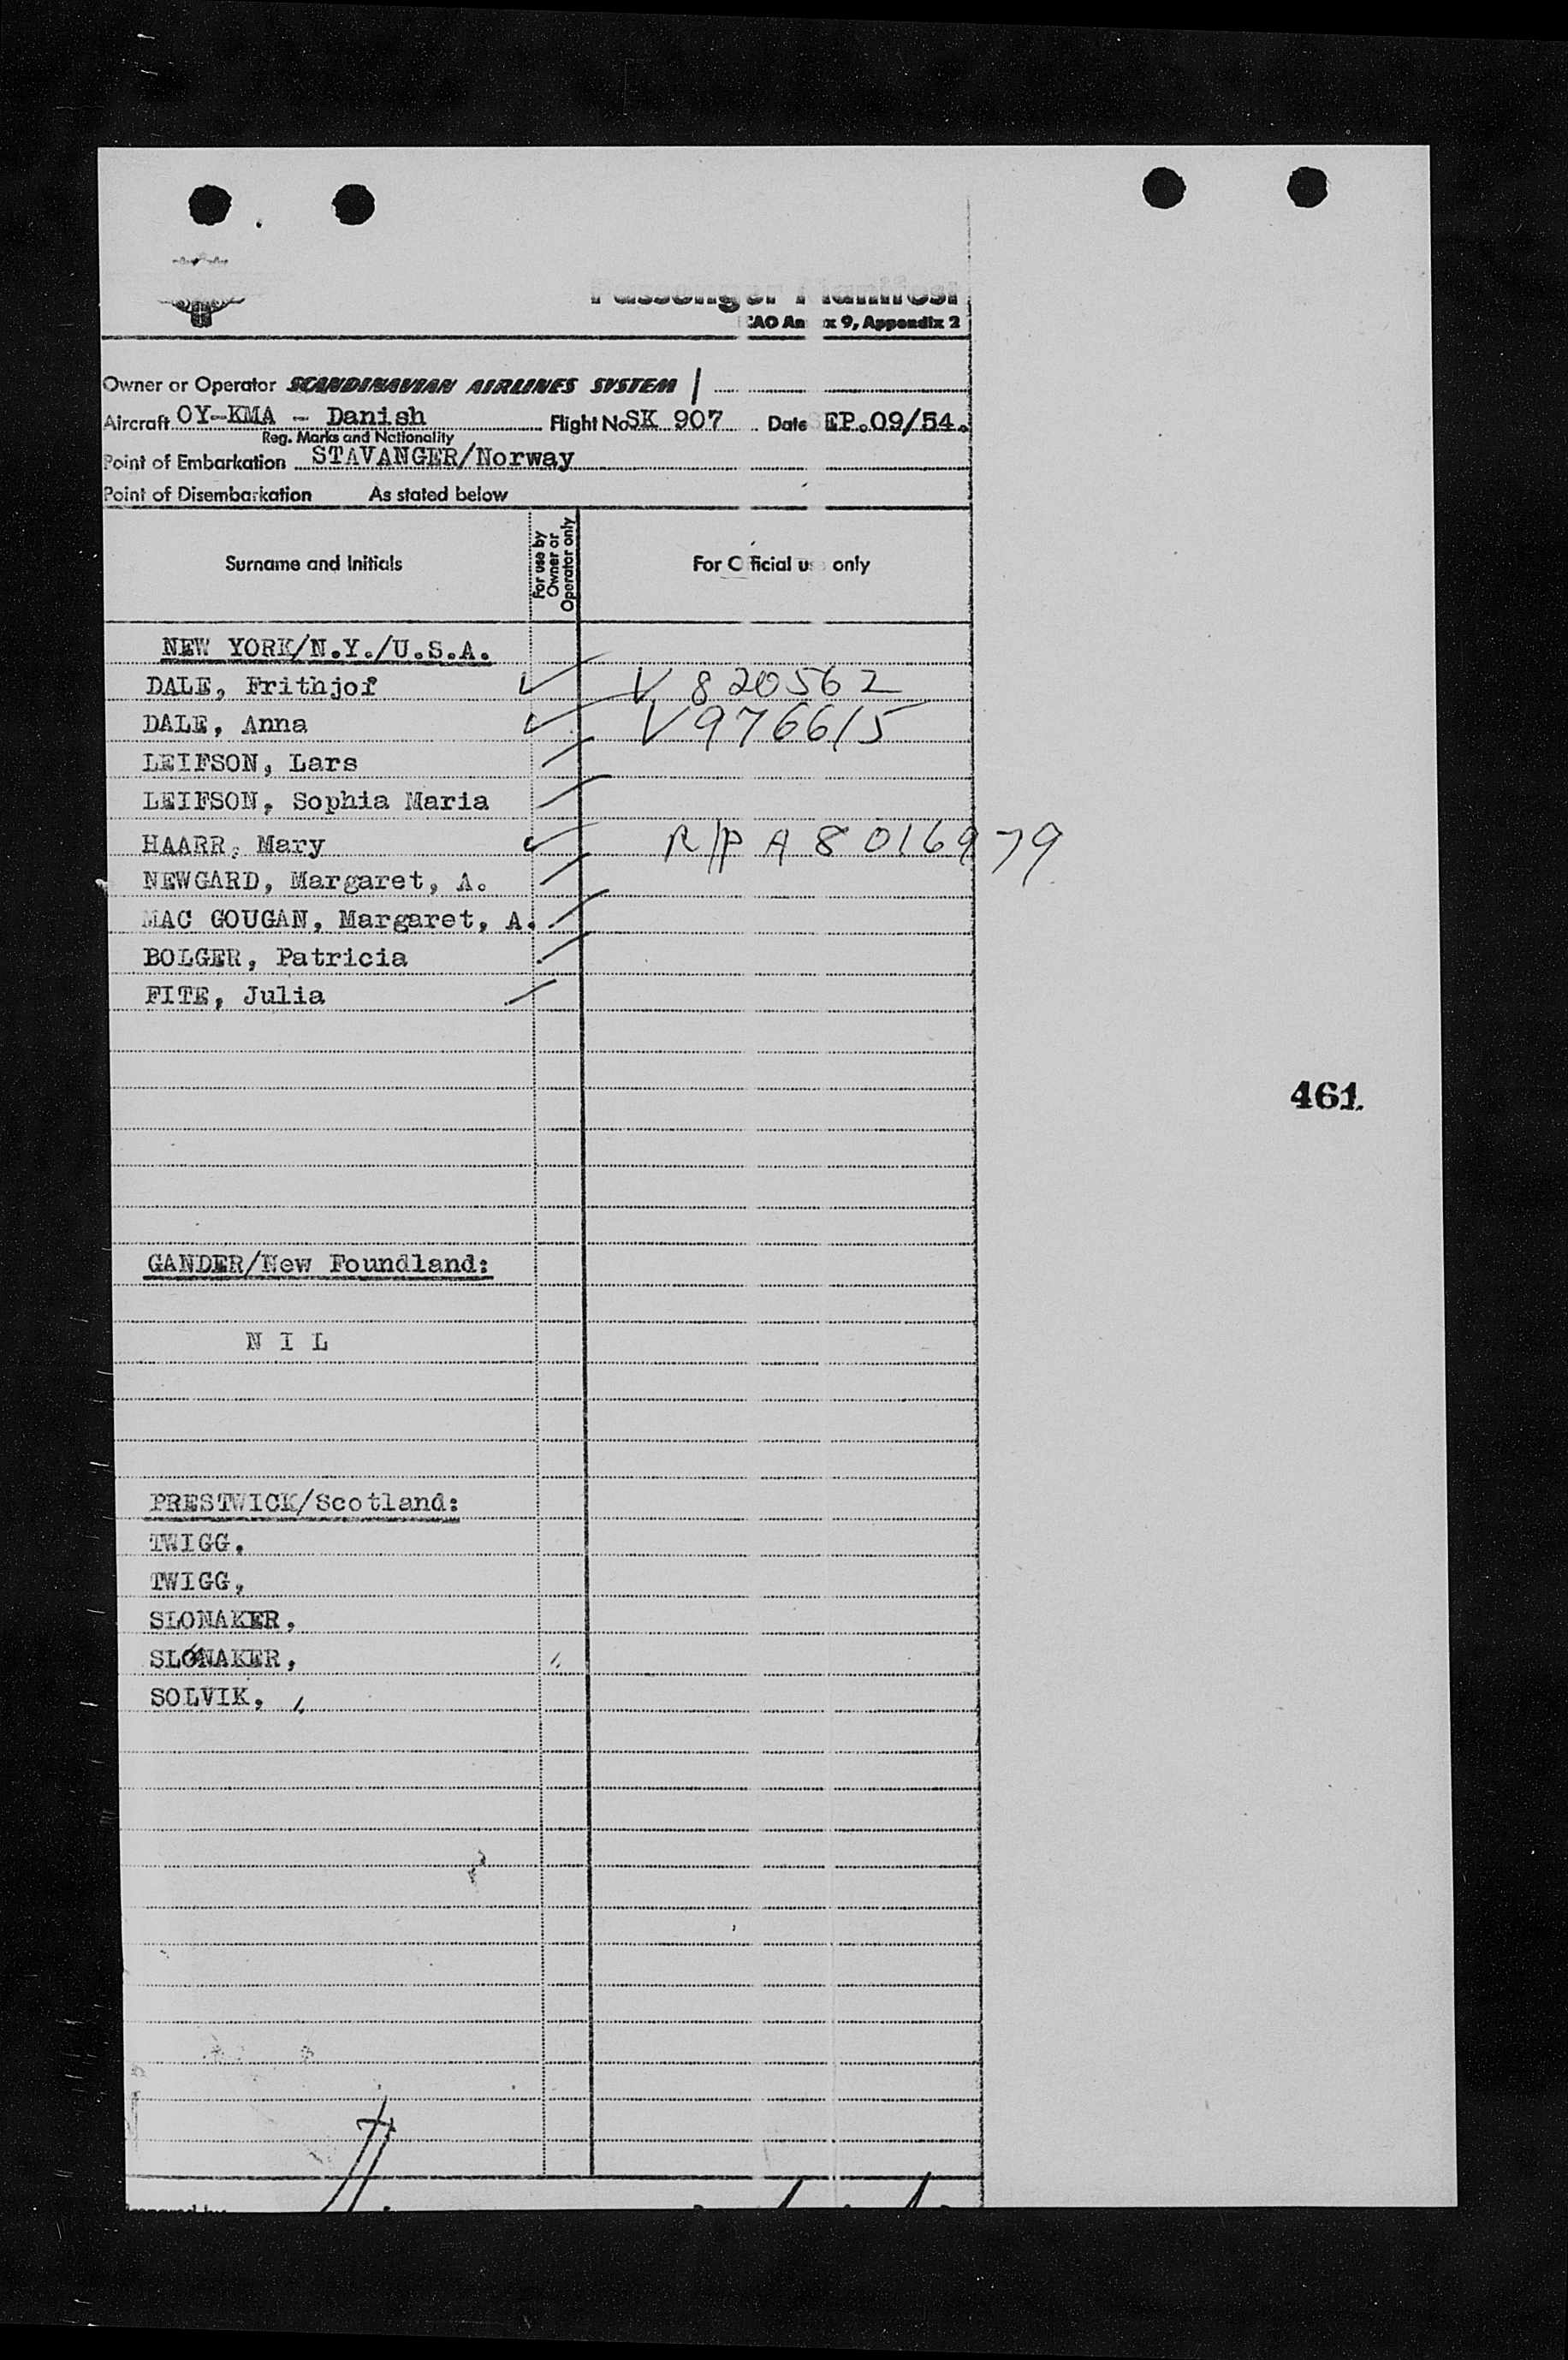 Passenger Manifest
ICAO Annex 9, Appendix 2
Owner or Operator SCANDINAVIAN AIRLINES SYSTEM
Aircraft OY-KMA - Danish Flight No SK 907 Date SEP.09/54.
Reg. Marks and Nationality
Point of Embarkation STAVANGER/Norway
Point of Disembarkation As stated below
Surname and Initials For use by Owner or Operator only For Official use only
NEW YORK/N.Y./U.S.A.
DALE, Frithjof V 820562
DALE, Anna V976615
LEIFSON, Lars
LEIFSON, Sophia Maria
HAARR, Mary R/P A 8016979
NEWGARD, Margaret, A.
MAC GOUGAN, Margaret, A.
BOLGER, Patricia
FITE, Julia
461.
GANDER/New Foundland:
N I L
PRESTWICK/Scotland:
TWIGG.
TWIGG,
SLONAKER,
SLONAKER,
SOLVIK,